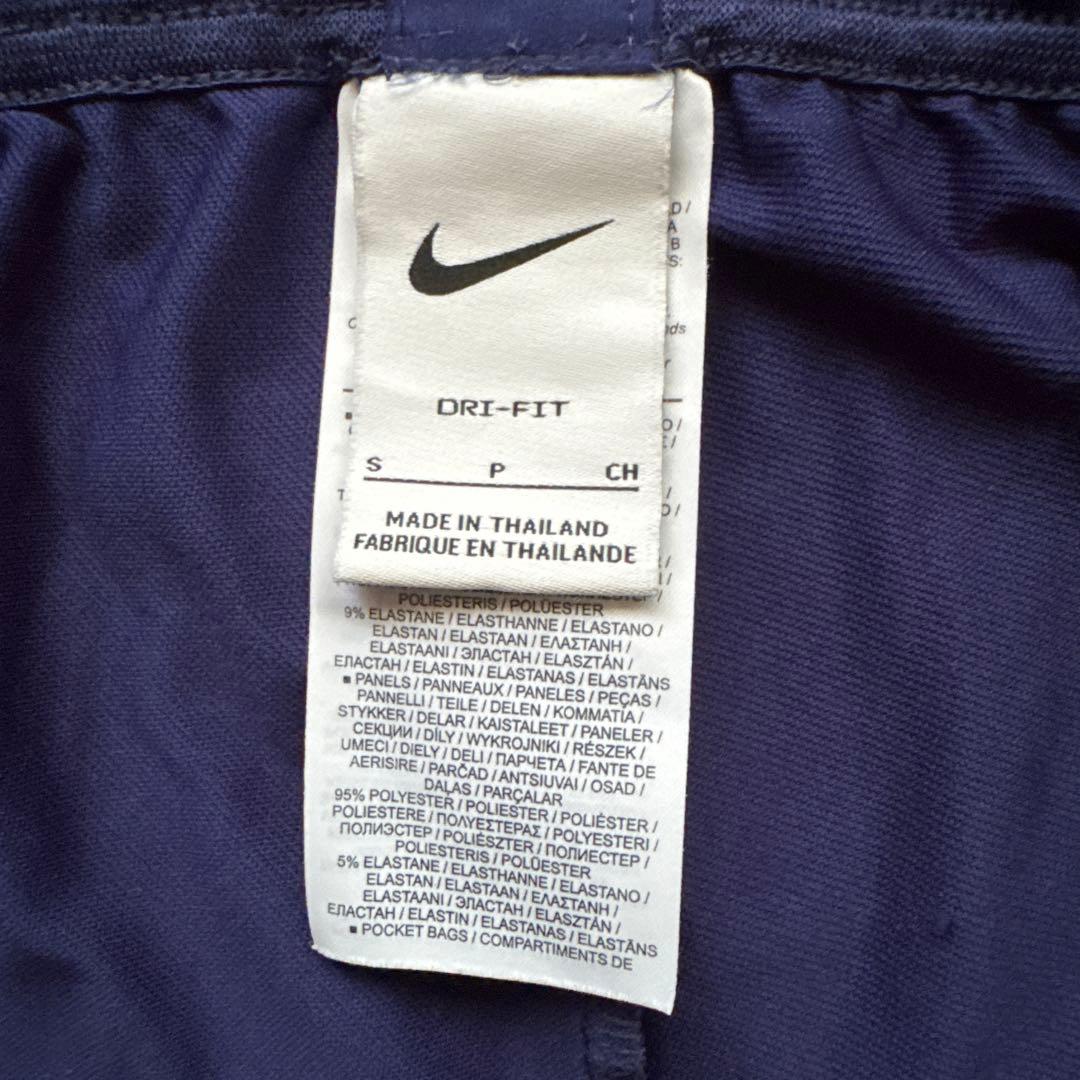 DRI-FIT
S P CH
MADE IN THAILAND
FABRIQUE EN THAÏLANDE
POLIESTERIS / POLÜESTER
9% ELASTANE / ELASTHANNE / ELASTANO /
ELASTAN / ELASTAAN / ΕΛΑΣΤΑΝΗ /
ELASTAANI / ЭЛАСТАН / ELASZTÁN /
ЕЛАСТАН / ELASTIN / ELASTANAS / ELASTĀNS
■ PANELS / PANNEAUX / PANELES / PEÇAS /
PANNELLI / TEILE / DELEN / ΚΟΜΜΑΤΙΑ /
STYKKER / DELAR / KAISTALEET / PANELER /
СЕКЦИИ / DÍLY / WYKROJNIKI / RÉSZEK /
UMECI / DIELY / DELI / ПАРЧЕТА / FANTE DE
AERISIRE / PARČAD / ANTSIUVAI / OSAD /
DAĻAS / PARÇALAR
95% POLYESTER / POLIESTER / POLIÉSTER /
POLIESTERE / ΠΟΛΥΕΣΤΕΡΑΣ / POLYESTERI /
ПОЛИЭСТЕР / POLIÉSZTER / ПОЛИЕСТЕР /
POLIESTERIS / POLÜESTER
5% ELASTANE / ELASTHANNE / ELASTANO /
ELASTAN / ELASTAAN / ΕΛΑΣΤΑΝΗ /
ELASTAANI / ЭЛАСТАН / ELASZTÁN /
ЕЛАСТАН / ELASTIN / ELASTANAS / ELASTĀNS
■ POCKET BAGS / COMPARTIMENTS DE